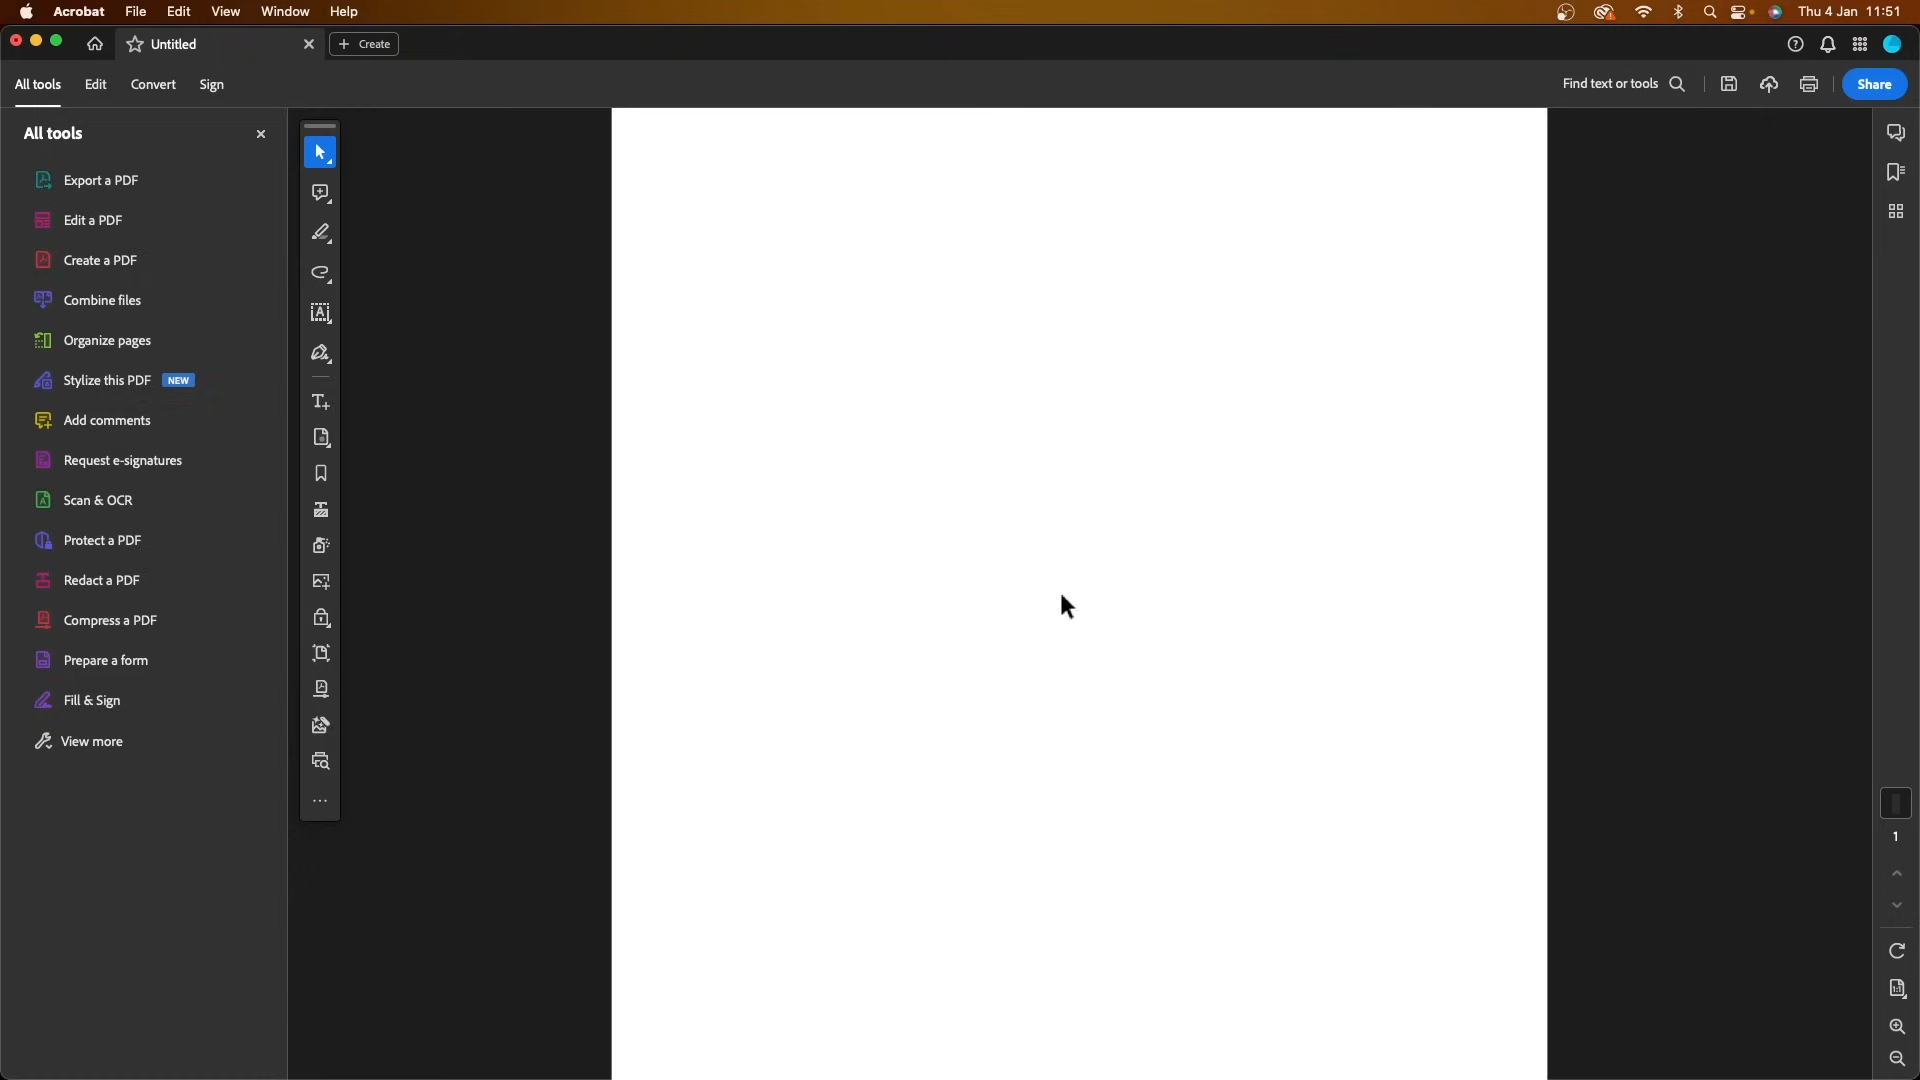 Acrobat File Edit View Window Help Thu 4 Jan 11:51
Untitled Create
All tools Edit Convert Sign Find text or tools Share
All tools
Export a PDF
Edit a PDF
Create a PDF
Combine files
Organize pages
Stylize this PDF NEW
Add comments
Request e-signatures
Scan & OCR
Protect a PDF
Redact a PDF
Compress a PDF
Prepare a form
Fill & Sign
View more
1